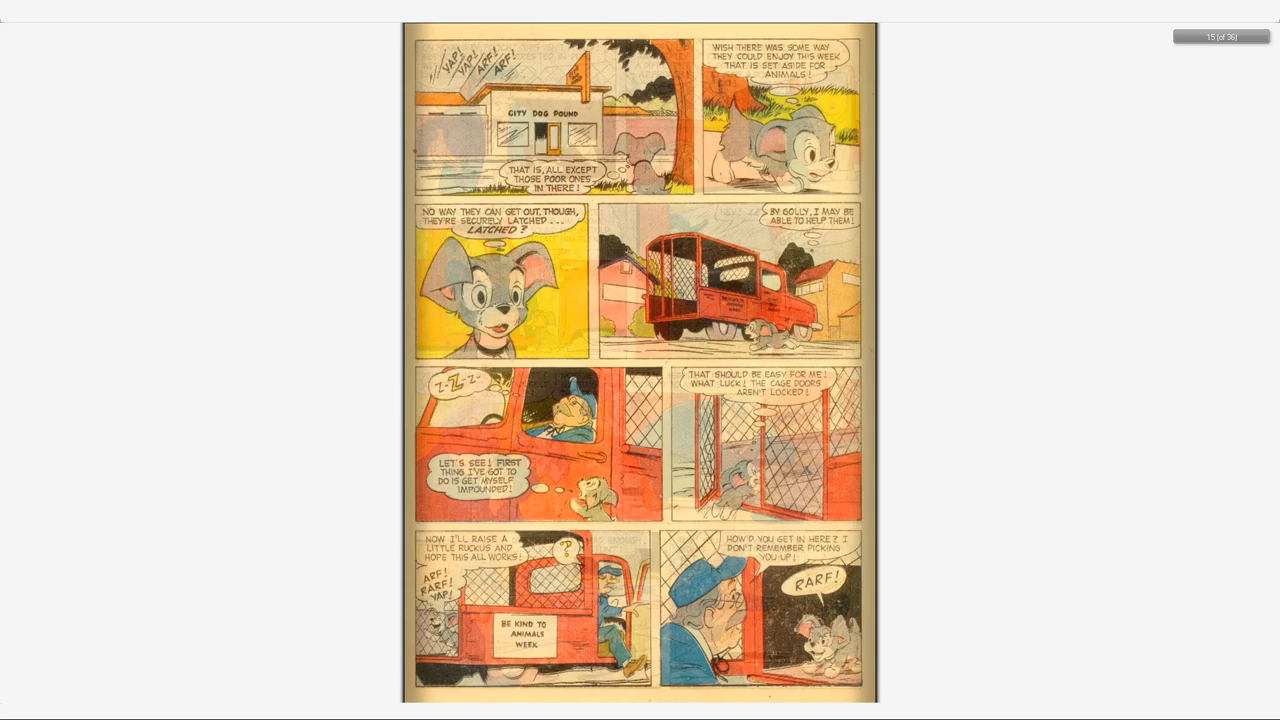 15 (of 36)
YAP!
YAP!
ARF!
ARF!
CITY DOG POUND
THAT IS, ALL EXCEPT
THOSE POOR ONES
IN THERE!
WISH THERE WAS SOME WAY
THEY COULD ENJOY THIS WEEK
THAT IS SET ASIDE FOR
ANIMALS!
NO WAY THEY CAN GET OUT, THOUGH,
THEY'RE SECURELY LATCHED...
LATCHED?
BY GOLLY, I MAY BE
ABLE TO HELP THEM!
Z-Z-Z-
LET'S SEE! FIRST
THING I'VE GOT TO
DO IS GET MYSELF
IMPOUNDED!
THAT SHOULD BE EASY FOR ME!
WHAT LUCK! THE CAGE DOORS
AREN'T LOCKED!
NOW I'LL RAISE A
LITTLE RUCKUS AND
HOPE THIS ALL WORKS!
?
ARF!
RARF!
YAP!
BE KIND TO
ANIMALS
WEEK
HOW'D YOU GET IN HERE? I
DON'T REMEMBER PICKING
YOU UP!
RARF!